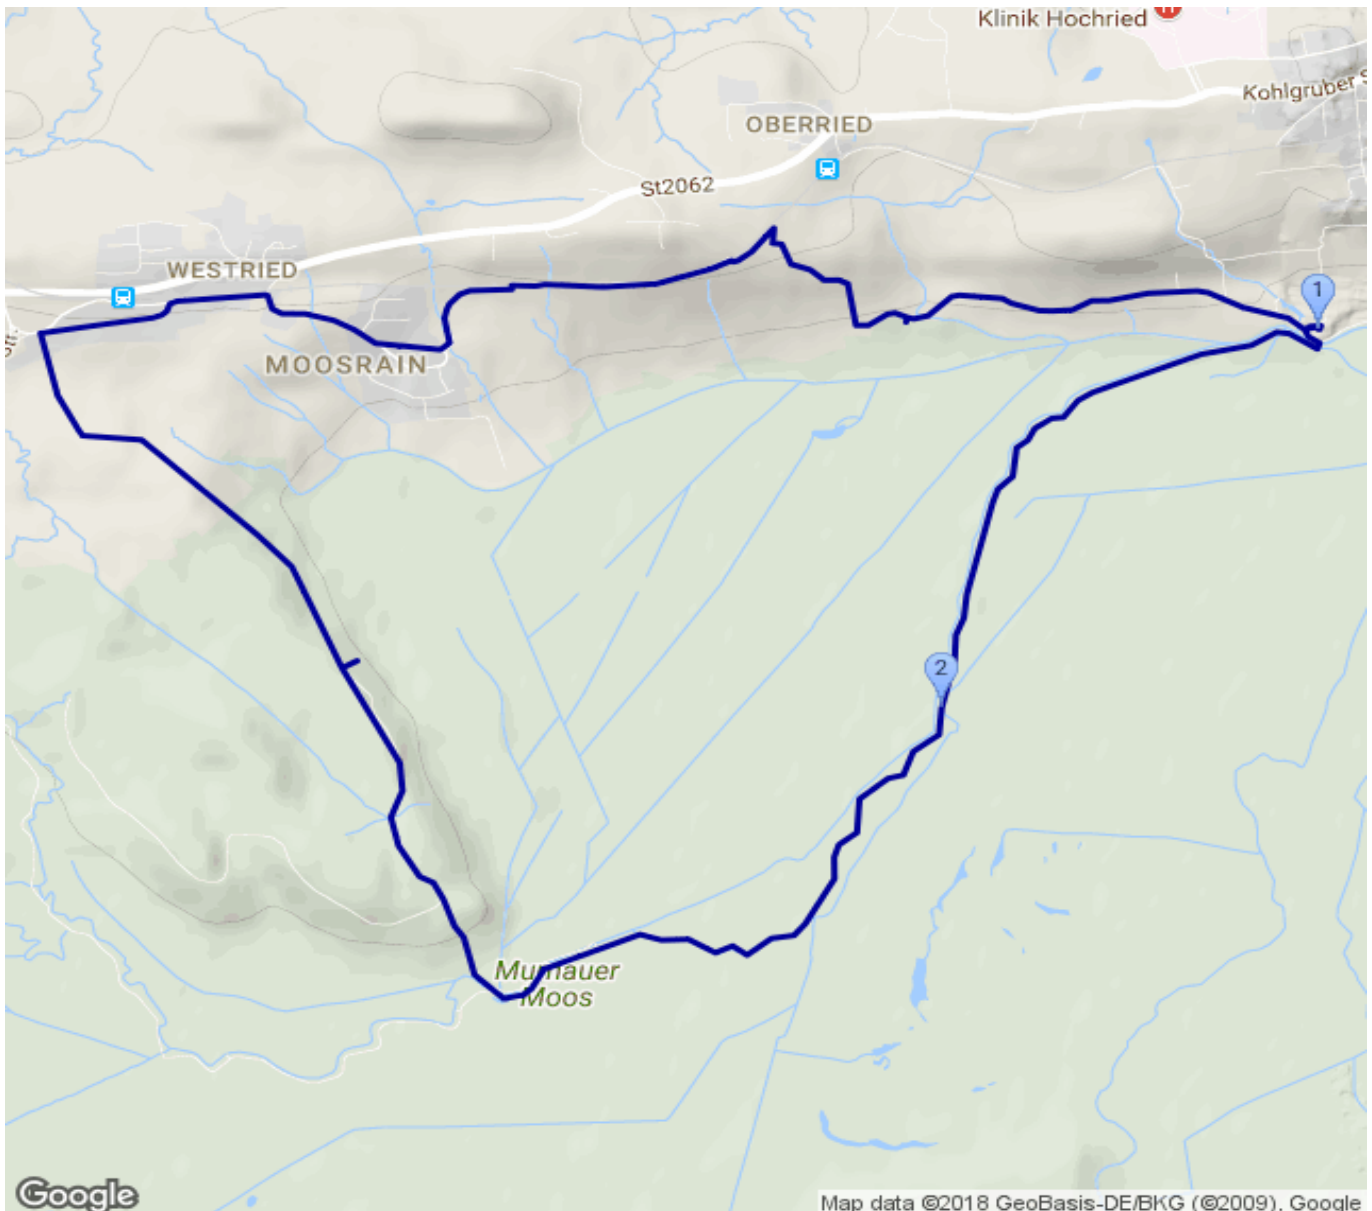 Klinik Hochried
Kohlgruber S
OBERRIED
St2062
WESTRIED
1
str.
MOOSRAIN
2
Murnauer
Moos
Google
Map data ©2018 GeoBasis-DE/BKG (©2009), Google